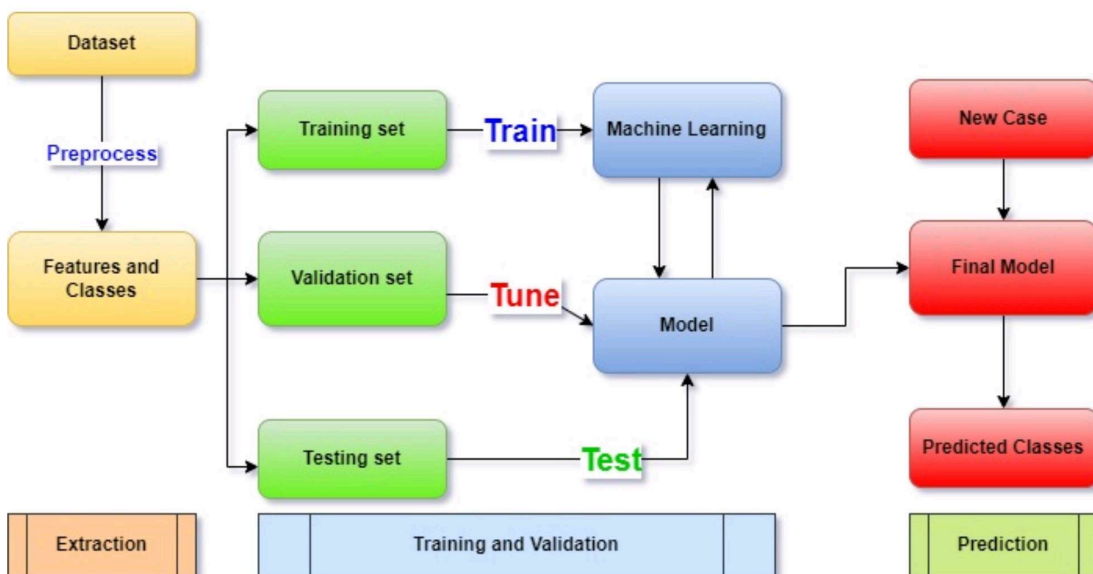 Dataset
Preprocess
Features and
Classes
Training set
Validation set
Testing set
Train
Tune
Test
Machine Learning
Model
New Case
Final Model
Predicted Classes
Extraction
Training and Validation
Prediction